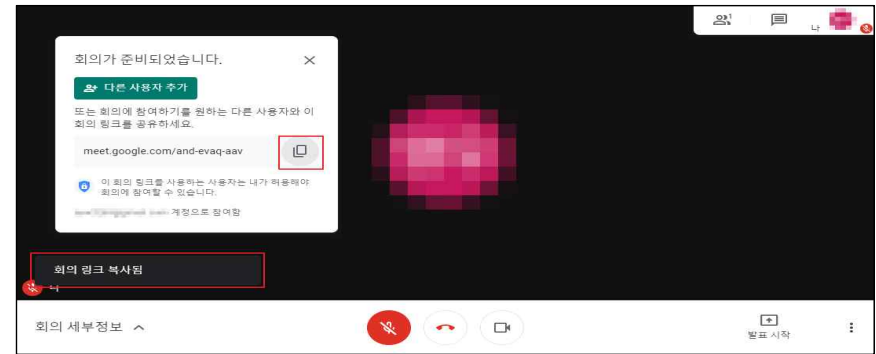 1
나
회의가 준비되었습니다.
다른 사용자 추가
또는 회의에 참여하기를 원하는 다른 사용자와 이
회의 링크를 공유하세요.
meet.google.com/and-evaq-aav
이 회의 링크를 사용하는 사용자는 내가 허용해야
회의에 참여할 수 있습니다.
계정으로 참여함
회의 링크 복사됨
나
회의 세부정보
발표 시작